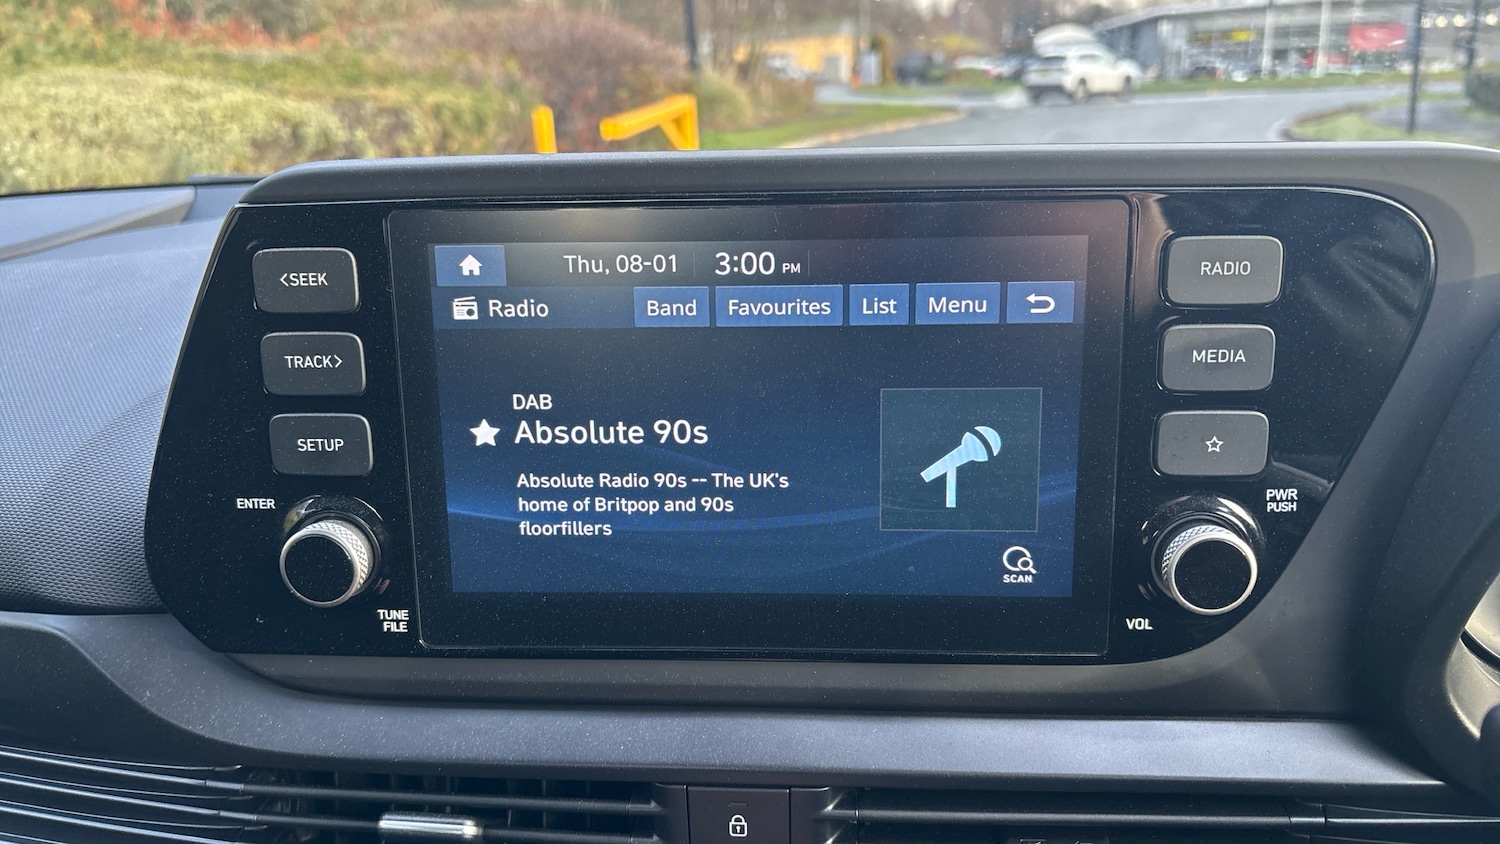 <SEEK
TRACK>
SETUP
ENTER
TUNE
FILE
Thu, 08-01 3:00 PM
Radio Band Favourites List Menu
DAB
Absolute 90s
Absolute Radio 90s -- The UK's
home of Britpop and 90s
floorfillers
SCAN
RADIO
MEDIA
PWR
PUSH
VOL